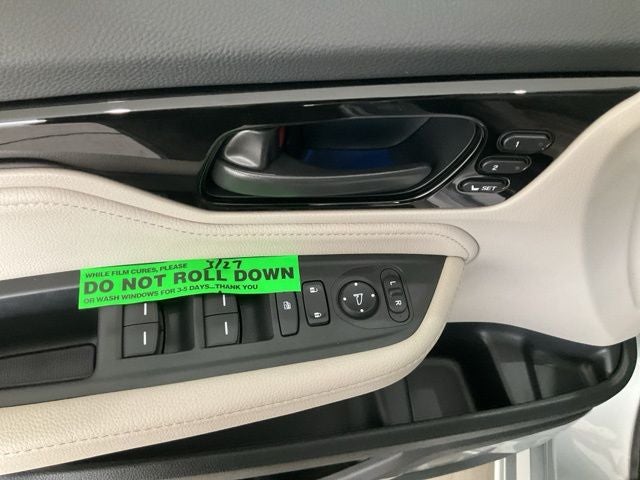 1
2
SET
WHILE FILM CURES, PLEASE 3/27
DO NOT ROLL DOWN
OR WASH WINDOWS FOR 3-5 DAYS...THANK YOU
L
R